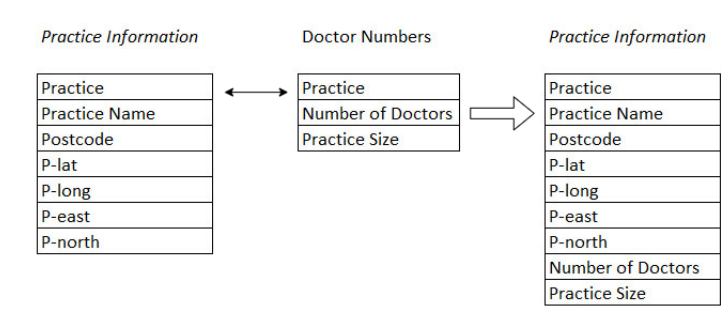 Practice Information
Practice
Practice Name
Postcode
P-lat
P-long
P-east
P-north
Doctor Numbers
Practice
Number of Doctors
Practice Size
Practice Information
Practice
Practice Name
Postcode
P-lat
P-long
P-east
P-north
Number of Doctors
Practice Size